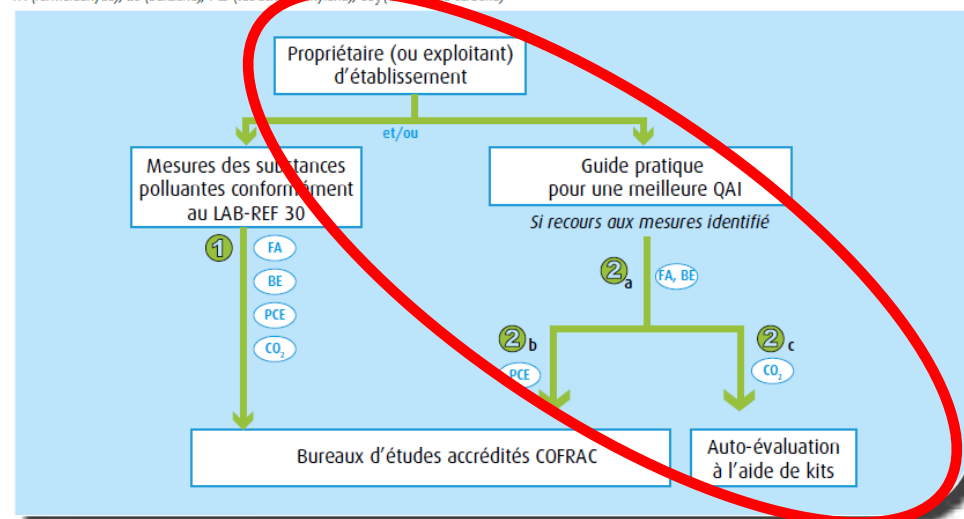 Propriétaire (ou exploitant)
d'établissement
et/ou
Mesures des substances
polluantes conformément
au LAB-REF 30
Guide pratique
pour une meilleure QAI
Si recours aux mesures identifié
1
FA
BE
PCE
CO₂
2a
FA, BE
2b
PCE
2c
CO₂
Bureaux d'études accrédités COFRAC
Auto-évaluation
à l'aide de kits